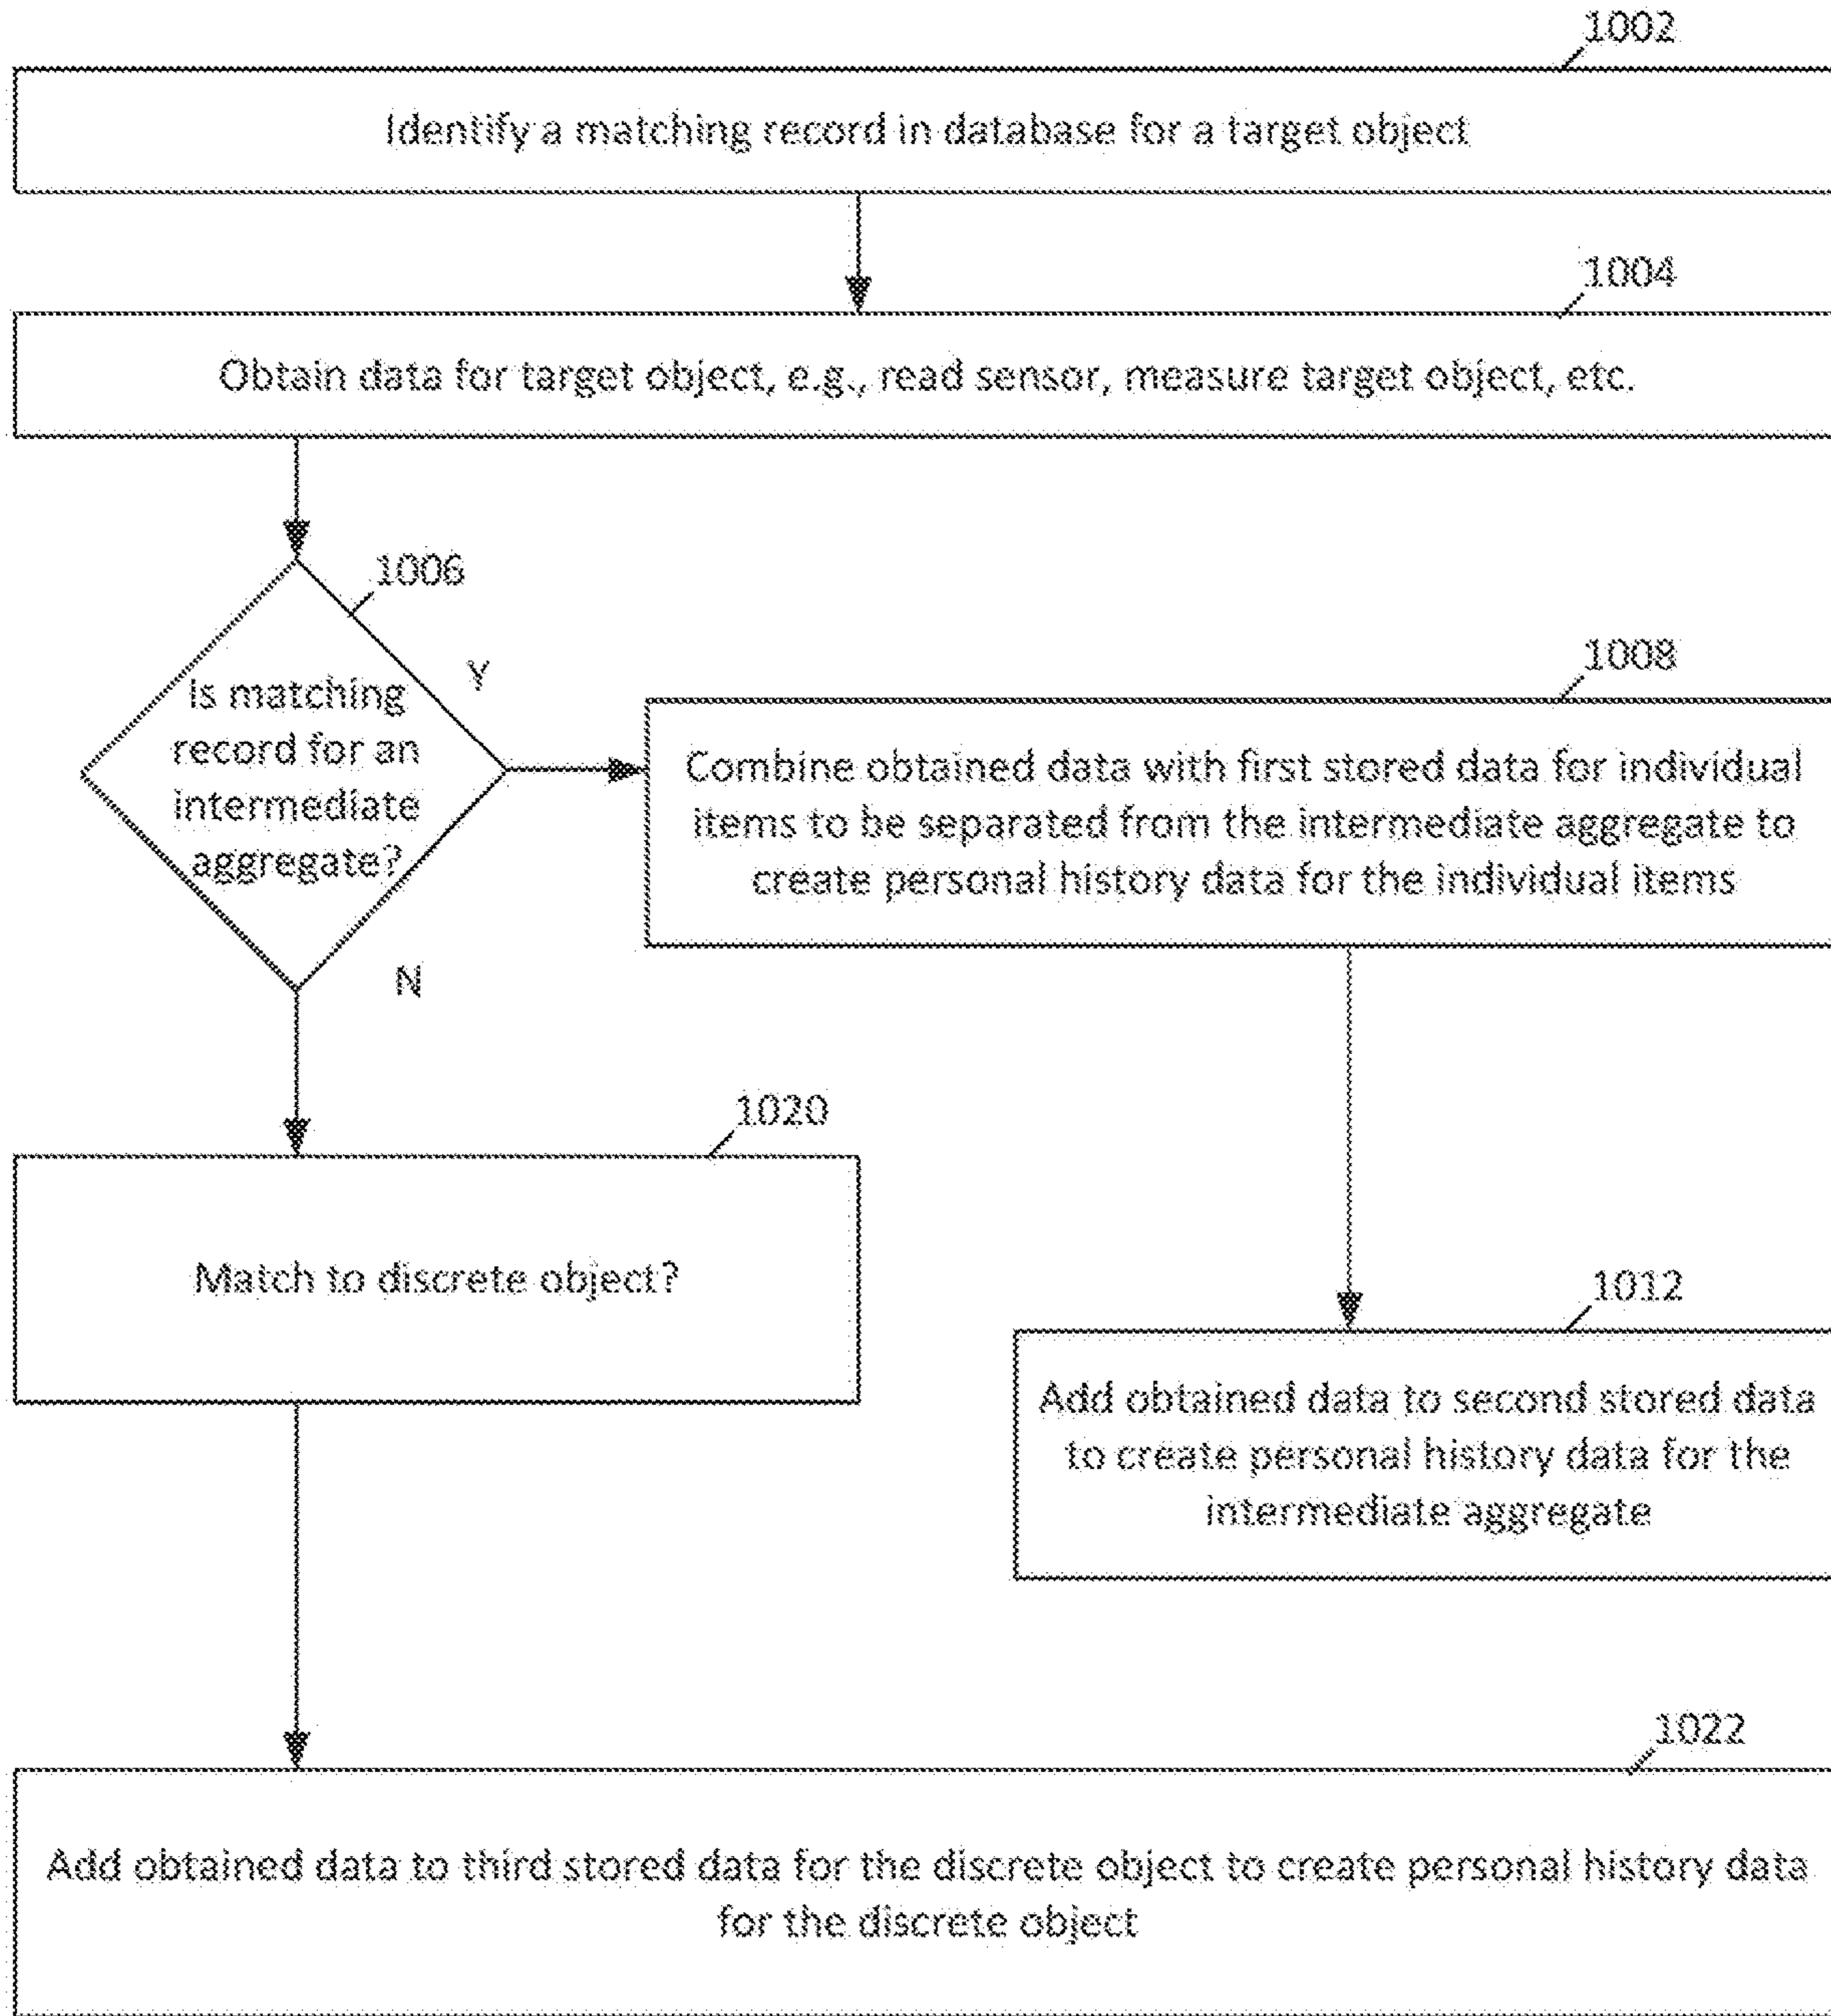 1002
Identify a matching record in database for a target object
1004
Obtain data for target object, e.g., read sensor, measure target object, etc.
1006
Is matching
record for an
intermediate
aggregate?
Y
N
1008
Combine obtained data with first stored data for individual
items to be separated from the intermediate aggregate to
create personal history data for the individual items
1020
Match to discrete object?
1012
Add obtained data to second stored data
to create personal history data for the
intermediate aggregate
1022
Add obtained data to third stored data for the discrete object to create personal history data
for the discrete object